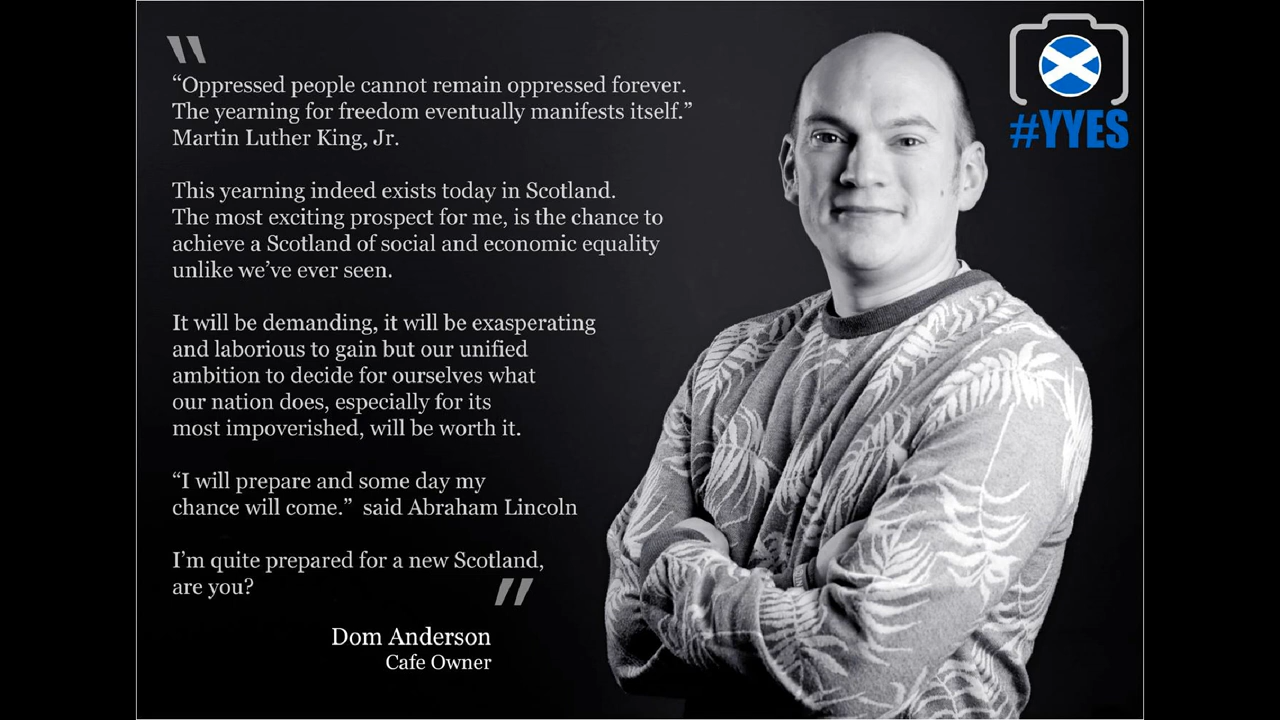 “Oppressed people cannot remain oppressed forever.
The yearning for freedom eventually manifests itself.”
Martin Luther King, Jr.
This yearning indeed exists today in Scotland.
The most exciting prospect for me, is the chance to
achieve a Scotland of social and economic equality
unlike we’ve ever seen.
It will be demanding, it will be exasperating
and laborious to gain but our unified
ambition to decide for ourselves what
our nation does, especially for its
most impoverished, will be worth it.
“I will prepare and some day my
chance will come.” said Abraham Lincoln
I’m quite prepared for a new Scotland,
are you?
Dom Anderson
Cafe Owner
#YYES